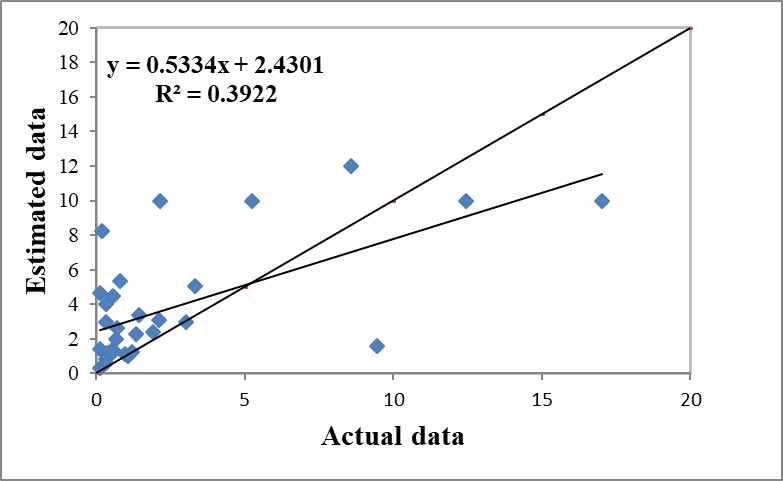 y = 0.5334x + 2.4301
R² = 0.3922
20
18
16
14
12
10
8
6
4
2
0
Estimated data
0 5 10 15 20
Actual data